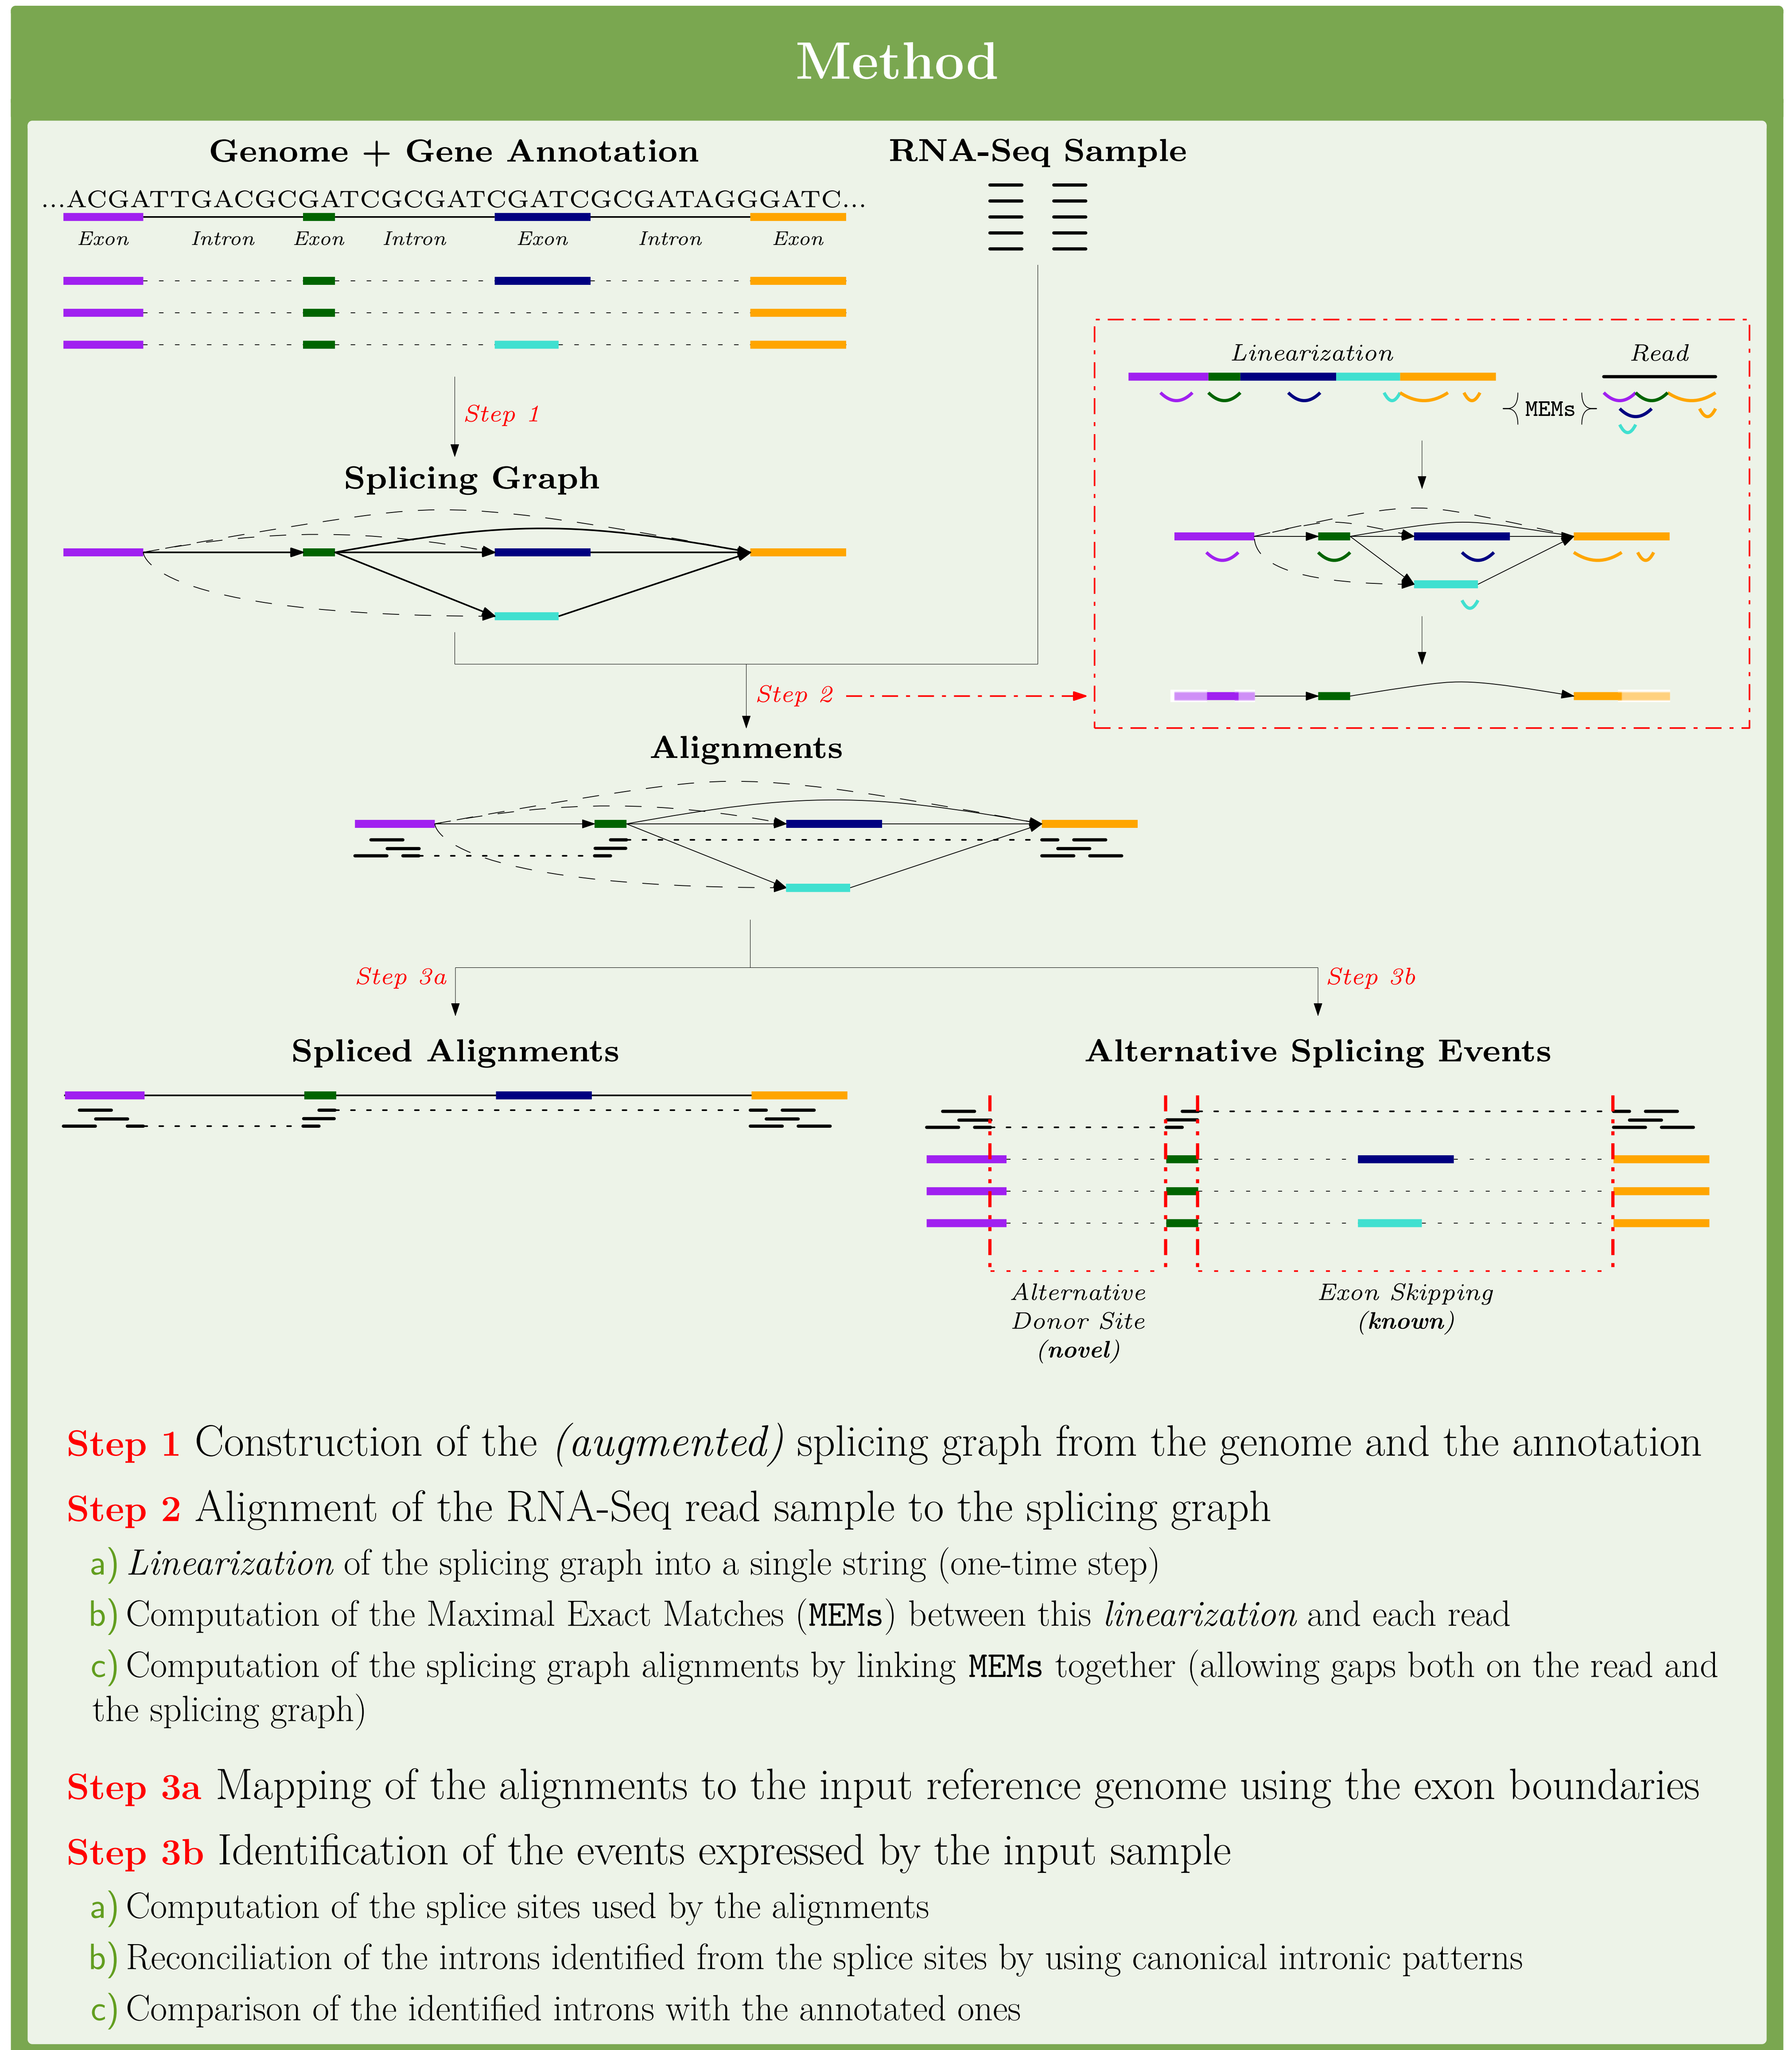 Method
Genome + Gene Annotation
RNA-Seq Sample
...ACGATTGACGCGATCGCGATCGATCGCGATAGGGATC...
Exon Intron Exon Intron Exon Intron Exon
Linearization
Read
MEMs
Step 1
Splicing Graph
Step 2
Alignments
Step 3a
Step 3b
Spliced Alignments
Alternative Splicing Events
Alternative
Donor Site
(novel)
Exon Skipping
(known)
Step 1 Construction of the (augmented) splicing graph from the genome and the annotation
Step 2 Alignment of the RNA-Seq read sample to the splicing graph
a) Linearization of the splicing graph into a single string (one-time step)
b) Computation of the Maximal Exact Matches (MEMs) between this linearization and each read
c) Computation of the splicing graph alignments by linking MEMs together (allowing gaps both on the read and
the splicing graph)
Step 3a Mapping of the alignments to the input reference genome using the exon boundaries
Step 3b Identification of the events expressed by the input sample
a) Computation of the splice sites used by the alignments
b) Reconciliation of the introns identified from the splice sites by using canonical intronic patterns
c) Comparison of the identified introns with the annotated ones